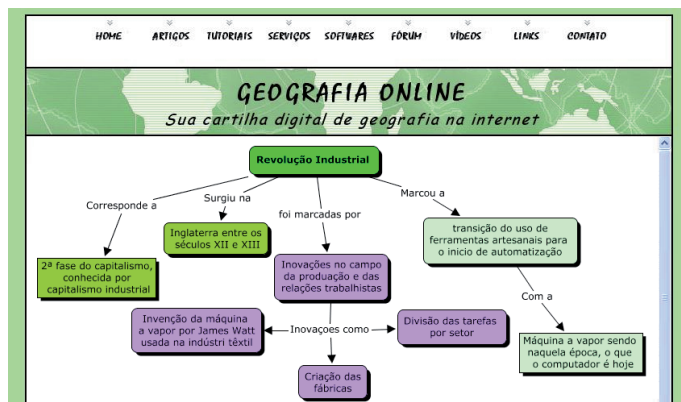 HOME ARTIGOS TUTORIAIS SERVIÇOS SOFTWARES FÓRUM VÍDEOS LINKS CONTATO
GEOGRAFIA ONLINE
Sua cartilha digital de geografia na internet
Revolução Industrial
Corresponde a
Surgiu na
foi marcadas por
Marcou a
2ª fase do capitalismo,
conhecida por
capitalismo industrial
Inglaterra entre os
séculos XII e XIII
Inovações no campo
da produação e das
relações trabalhistas
transição do uso de
ferramentas artesanais para
o inicio de automatização
Com a
Invenção da máquina
a vapor por James Watt
usada na indústri têxtil
Inovaçoes como
Divisão das tarefas
por setor
Máquina a vapor sendo
naquela época, o que
o computador é hoje
Criação das
fábricas